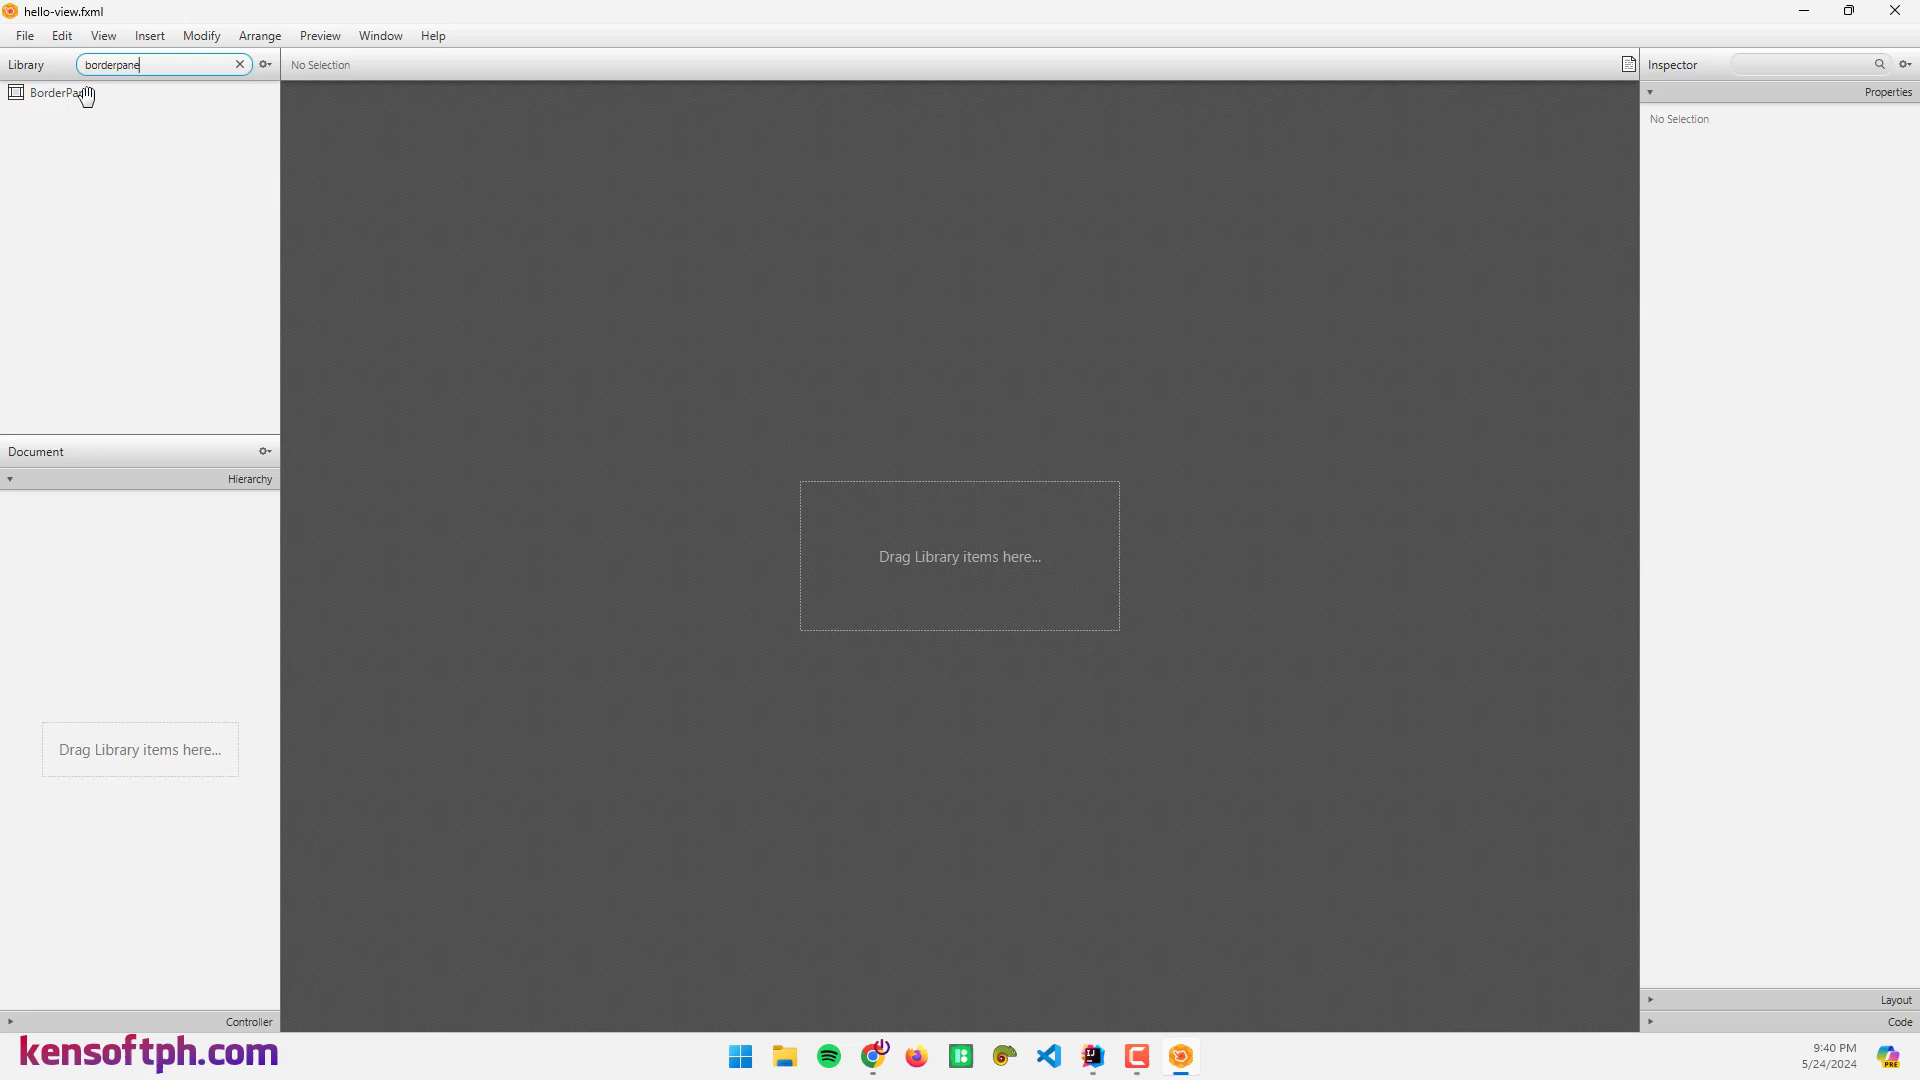 hello-view.fxml
File Edit View Insert Modify Arrange Preview Window Help
Library borderpane No Selection Inspector
Properties
No Selection
Drag Library items here...
Document
Hierarchy
Drag Library items here...
Layout
Controller Code
kensoftph.com
9:40 PM
5/24/2024
PRE